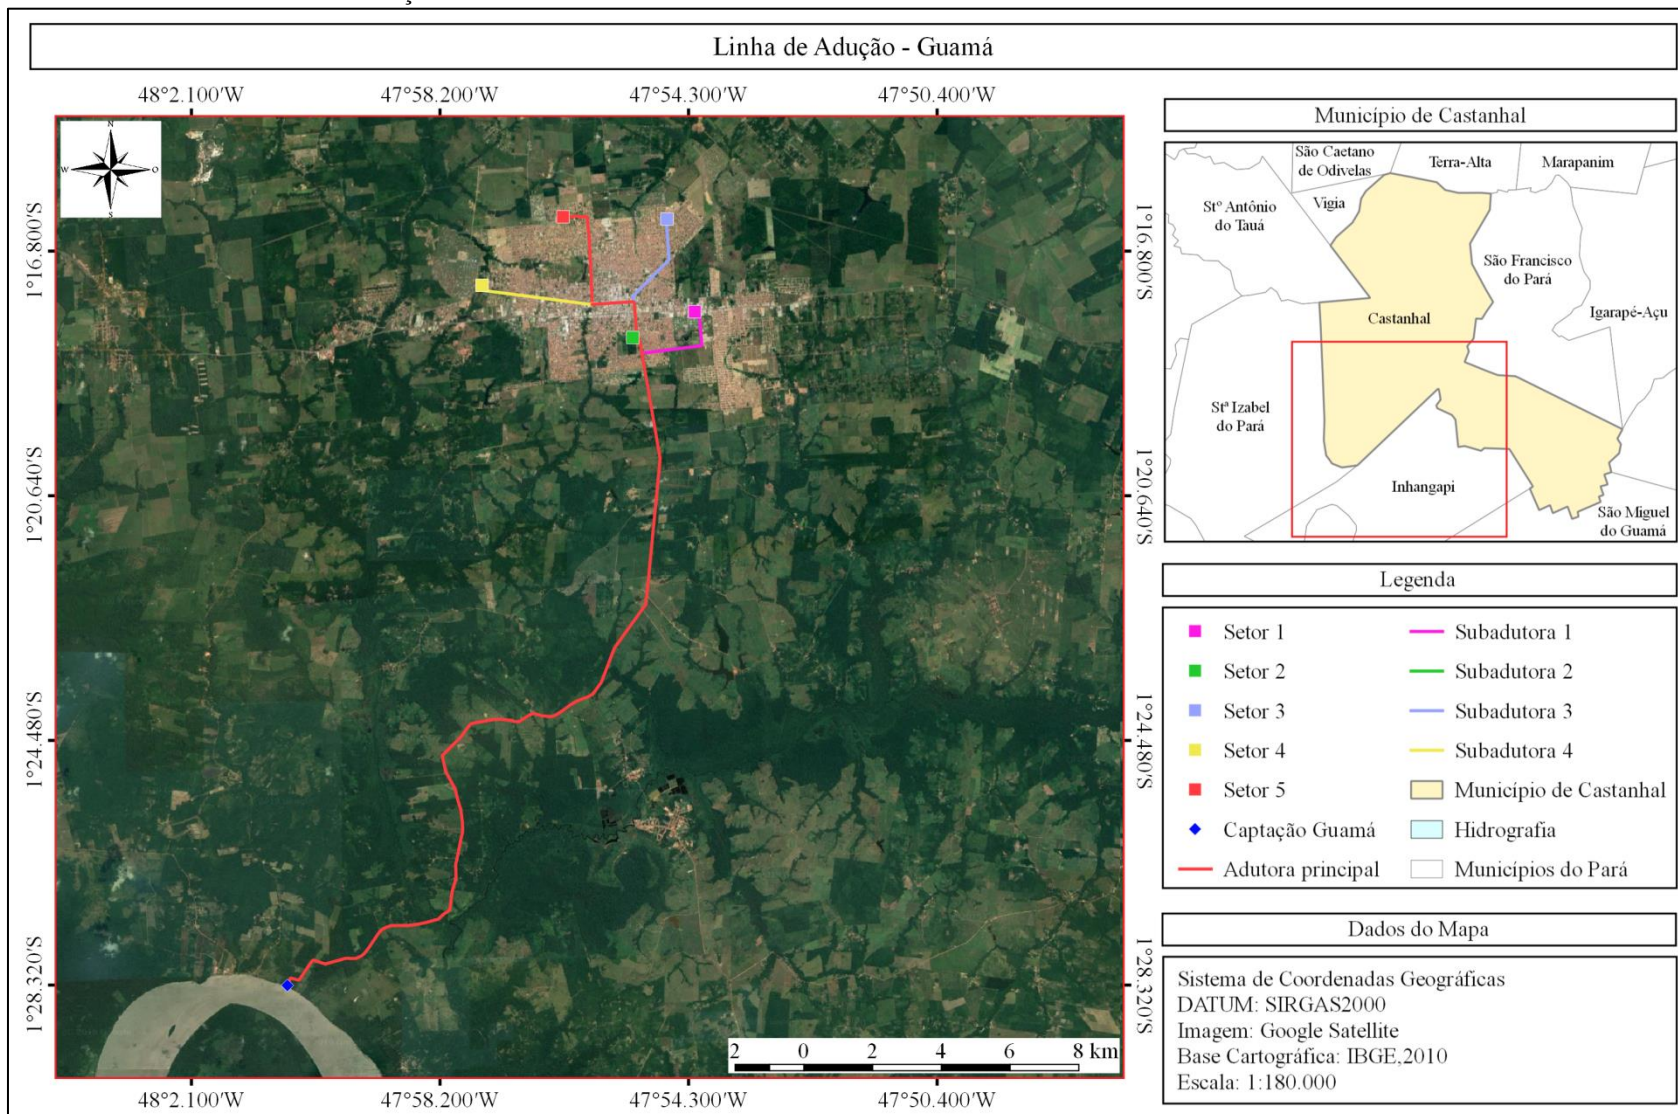 Linha de Adução - Guamá
48°2.100'W
47°58.200'W
47°54.300'W
47°50.400'W
N
W
O
S
1°16.800'S
1°20.640'S
1°24.480'S
1°28.320'S
1°16.800'S
1°20.640'S
1°24.480'S
1°28.320'S
2 0 2 4 6 8 km
48°2.100'W
47°58.200'W
47°54.300'W
47°50.400'W
Município de Castanhal
São Caetano
de Odivelas
Terra-Alta
Marapanim
Vigia
Stº Antônio
do Tauá
São Francisco
do Pará
Igarapé-Açu
Castanhal
Stª Izabel
do Pará
Inhangapi
São Miguel
do Guamá
Legenda
Setor 1
Setor 2
Setor 3
Setor 4
Setor 5
Captação Guamá
Adutora principal
Subadutora 1
Subadutora 2
Subadutora 3
Subadutora 4
Município de Castanhal
Hidrografia
Municípios do Pará
Dados do Mapa
Sistema de Coordenadas Geográficas
DATUM: SIRGAS2000
Imagem: Google Satellite
Base Cartográfica: IBGE,2010
Escala: 1:180.000